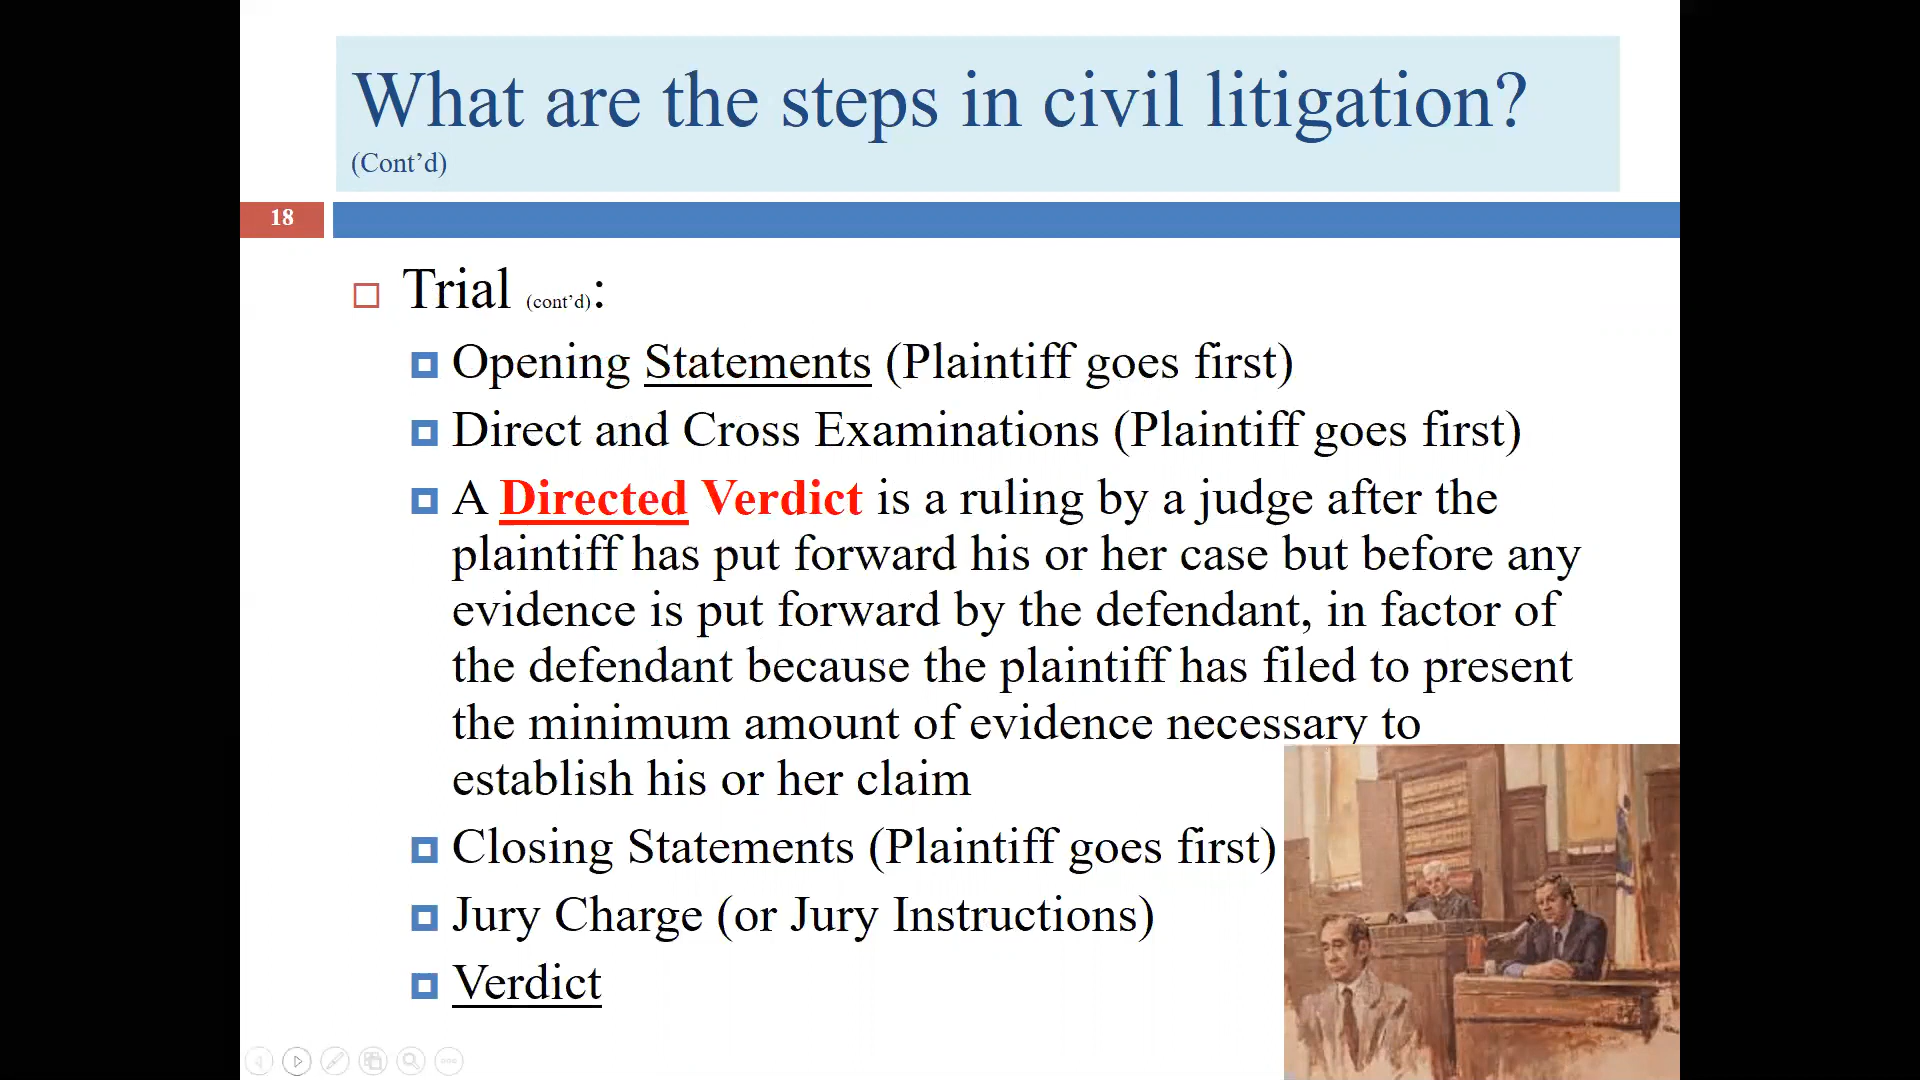 What are the steps in civil litigation?
(Cont’d)
18
Trial (cont’d):
Opening Statements (Plaintiff goes first)
Direct and Cross Examinations (Plaintiff goes first)
A Directed Verdict is a ruling by a judge after the
plaintiff has put forward his or her case but before any
evidence is put forward by the defendant, in factor of
the defendant because the plaintiff has filed to present
the minimum amount of evidence necessary to
establish his or her claim
Closing Statements (Plaintiff goes first)
Jury Charge (or Jury Instructions)
Verdict